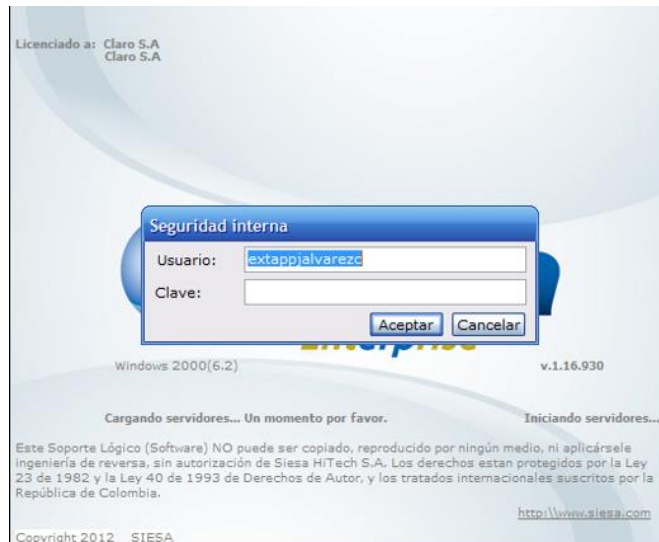 Licenciado a: Claro S.A
Claro S.A
Seguridad interna
Usuario: extappjalvarezc
Clave:
Aceptar Cancelar
Enterprise
Windows 2000(6.2) v.1.16.930
Cargando servidores... Un momento por favor. Iniciando servidores...
Este Soporte Lógico (Software) NO puede ser copiado, reproducido por ningún medio, ni aplicársele
ingeniería de reversa, sin autorización de Siesa HiTech S.A. Los derechos estan protegidos por la Ley
23 de 1982 y la Ley 40 de 1993 de Derechos de Autor, y los tratados internacionales suscritos por la
República de Colombia.
http:\\www.siesa.com
Copyright 2012 SIESA